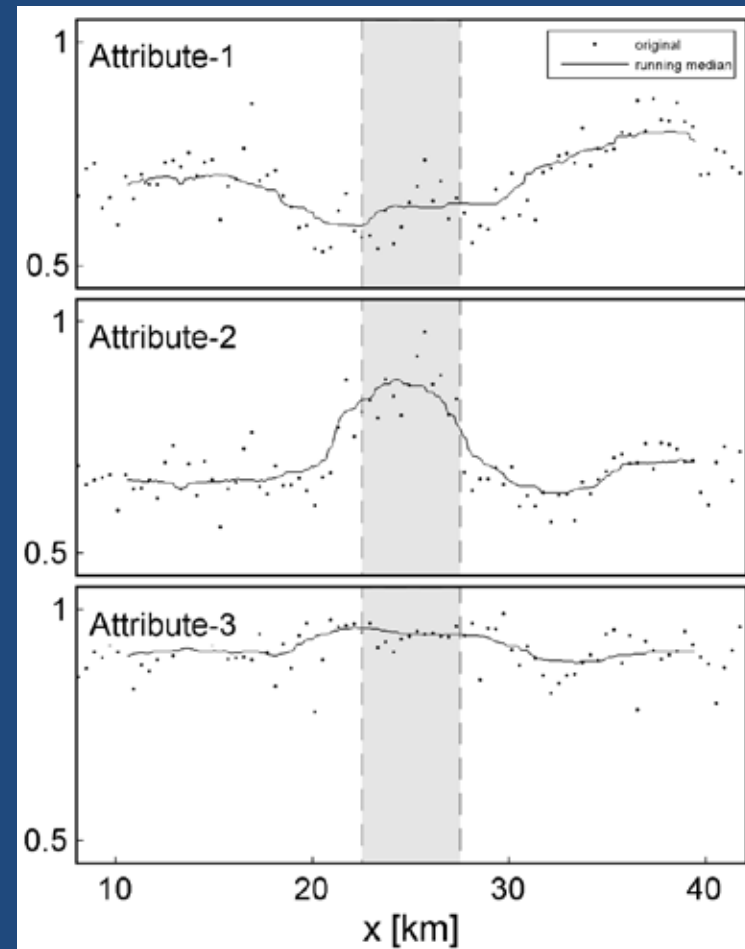 1
Attribute-1
original
running median
0.5
1
Attribute-2
0.5
1
Attribute-3
0.5
10 20 30 40
x [km]